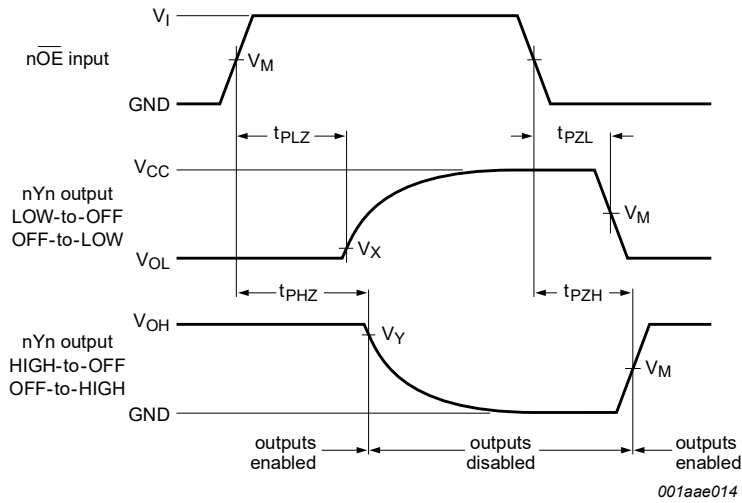 V_I
nO̅E̅ input
V_M
GND
t_PLZ
t_PZL
V_CC
nYn output
LOW-to-OFF
OFF-to-LOW
V_M
V_X
V_OL
t_PHZ
t_PZH
V_OH
nYn output
HIGH-to-OFF
OFF-to-HIGH
V_Y
V_M
GND
outputs
enabled
outputs
disabled
outputs
enabled
001aae014